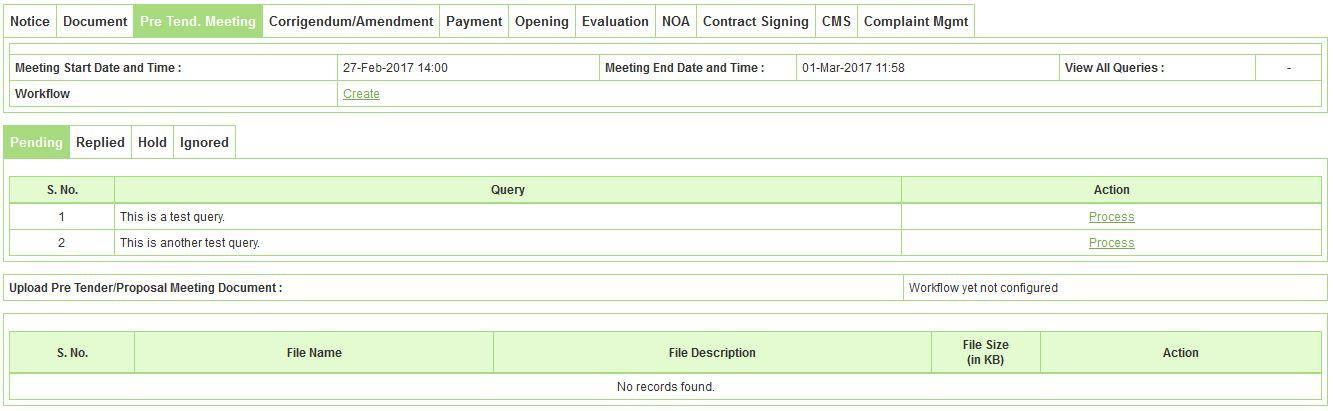 Notice Document Pre Tend. Meeting Corrigendum/Amendment Payment Opening Evaluation NOA Contract Signing CMS Complaint Mgmt
Meeting Start Date and Time : 27-Feb-2017 14:00 Meeting End Date and Time : 01-Mar-2017 11:58 View All Queries : -
Workflow Create
Pending Replied Hold Ignored
S. No. Query Action
1 This is a test query. Process
2 This is another test query. Process
Upload Pre Tender/Proposal Meeting Document : Workflow yet not configured
S. No. File Name File Description File Size (in KB) Action
No records found.